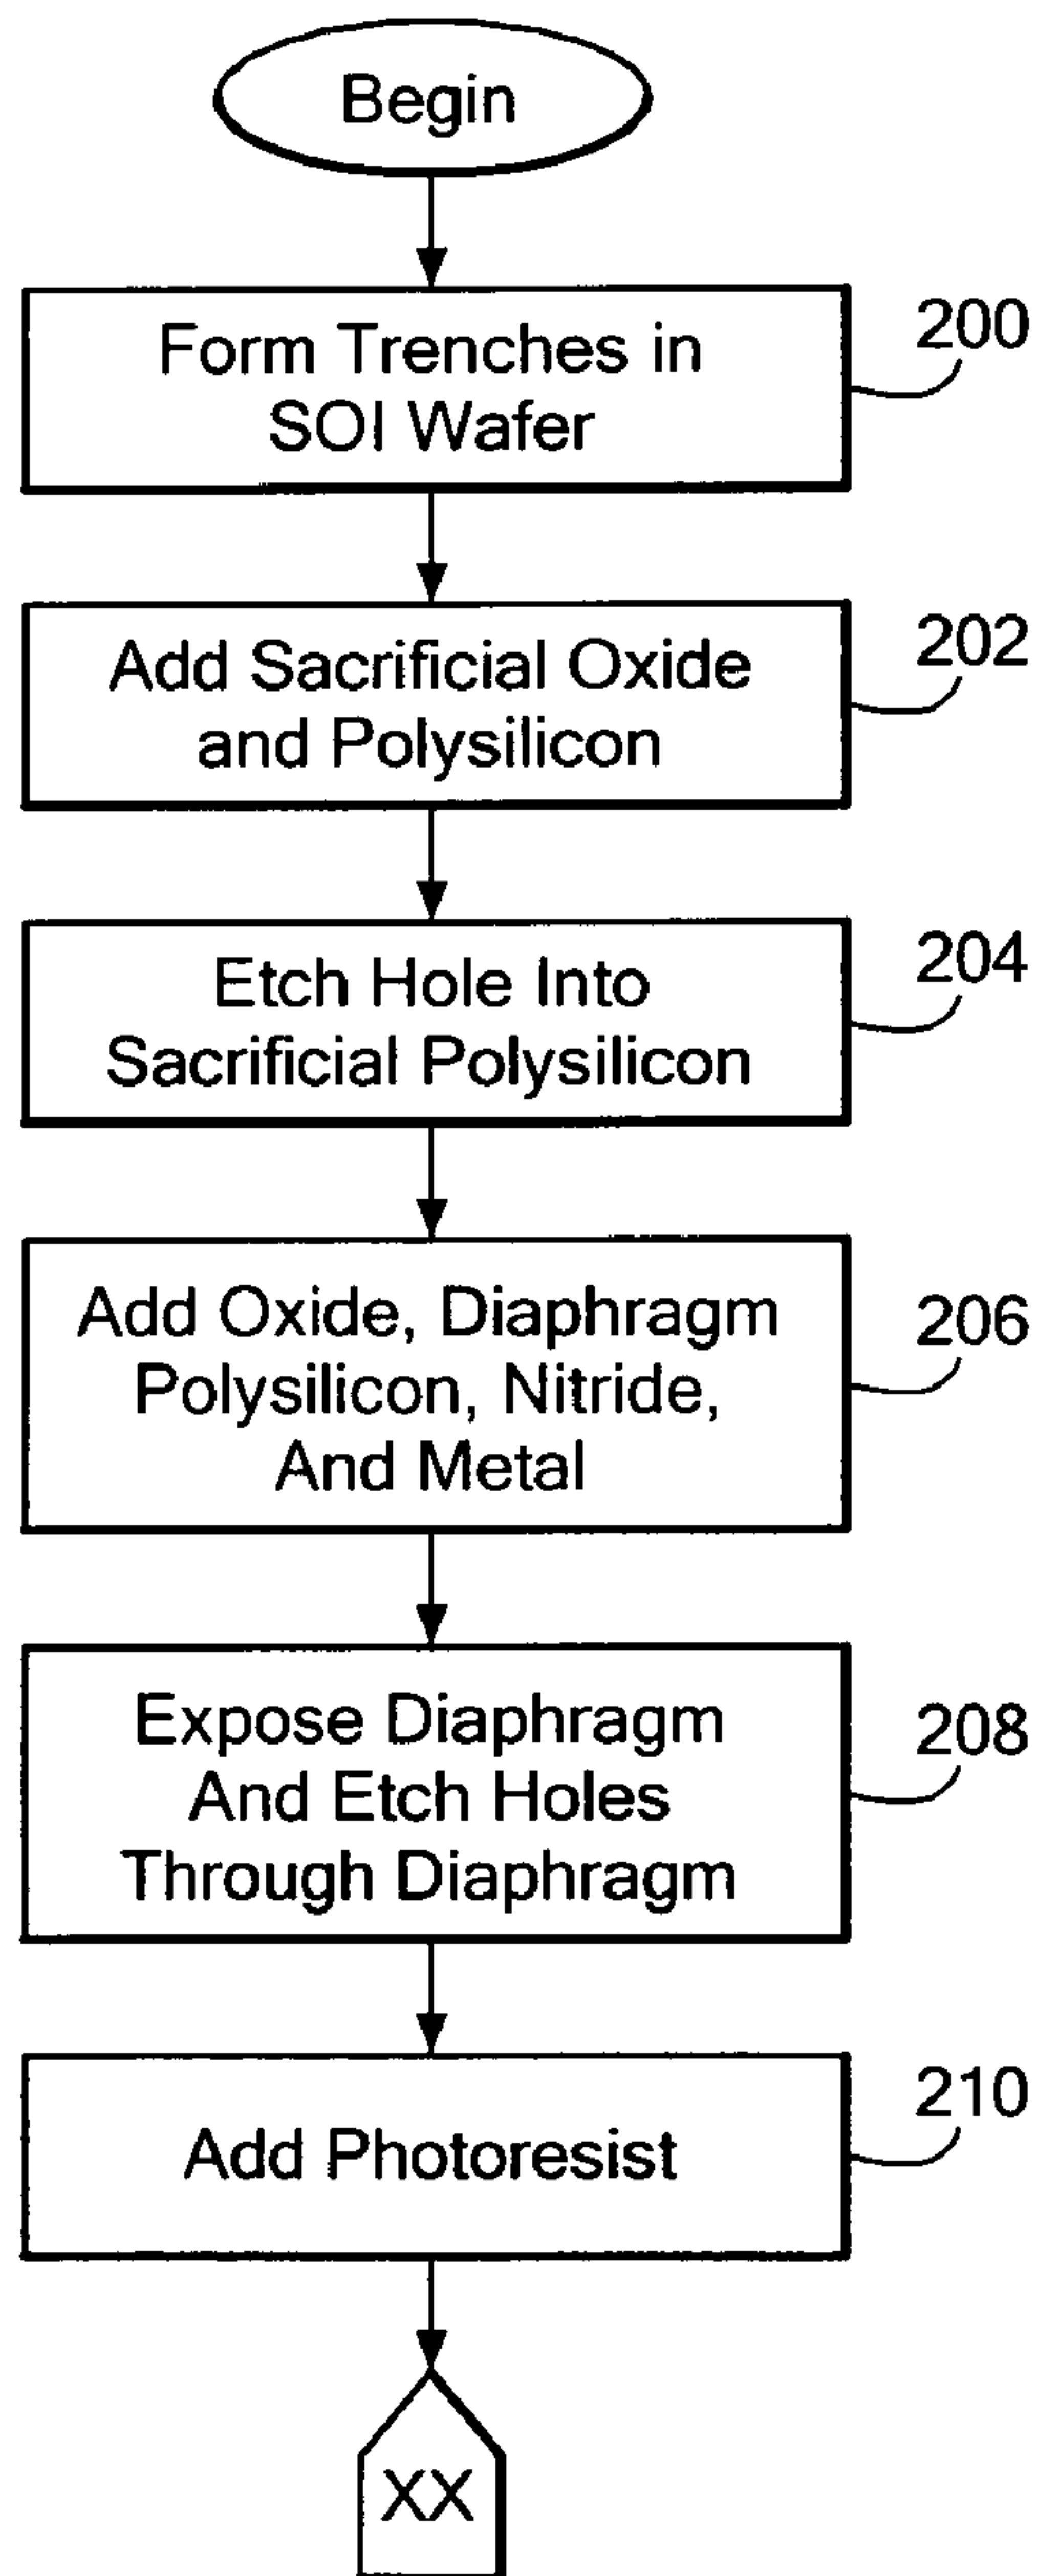 Begin
Form Trenches in
SOI Wafer
200
Add Sacrificial Oxide
and Polysilicon
202
Etch Hole Into
Sacrificial Polysilicon
204
Add Oxide, Diaphragm
Polysilicon, Nitride,
And Metal
206
Expose Diaphragm
And Etch Holes
Through Diaphragm
208
Add Photoresist
210
XX